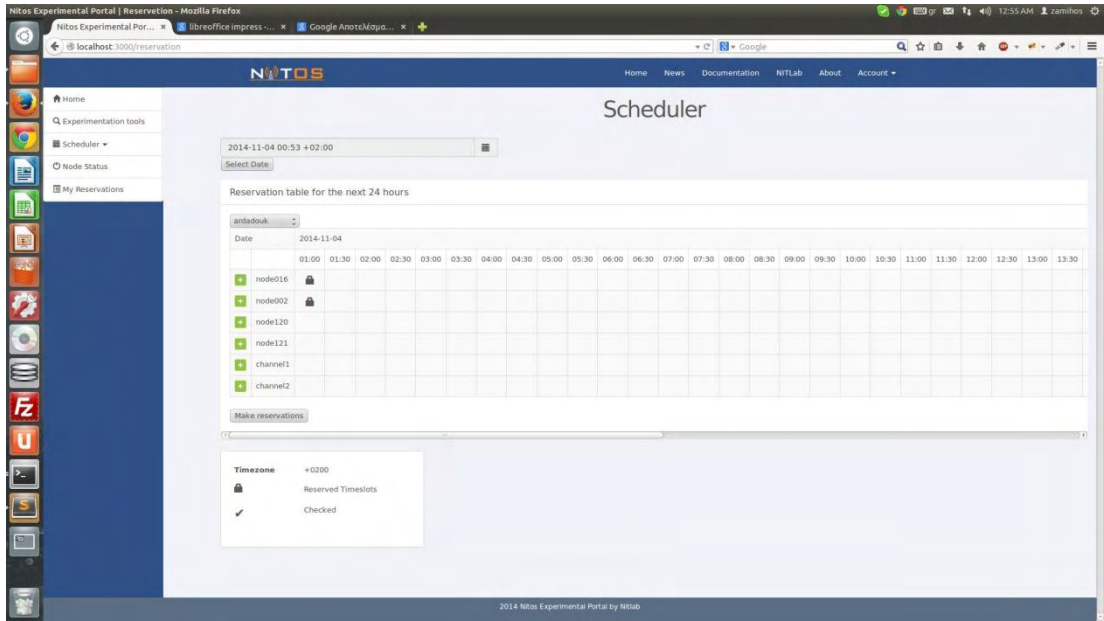 Nitos Experimental Portal | Reservetion - Mozilla Firefox
gr 12:55 AM zamihos
Nitos Experimental Por... × libreoffice impress -... × Google Αποτελέσμα... ×
localhost:3000/reservation Google
NITOS Home News Documentation NITLab About Account
Home
Experimentation tools
Scheduler
Node Status
My Reservations
Scheduler
2014-11-04 00:53 +02:00
Select Date
Reservation table for the next 24 hours
ardadouk
Date 2014-11-04
01:00 01:30 02:00 02:30 03:00 03:30 04:00 04:30 05:00 05:30 06:00 06:30 07:00 07:30 08:00 08:30 09:00 09:30 10:00 10:30 11:00 11:30 12:00 12:30 13:00 13:30
node016
node002
node120
node121
channel1
channel2
Make reservations
Timezone +0200
Reserved Timeslots
Checked
2014 Nitos Experimental Portal by Nitlab